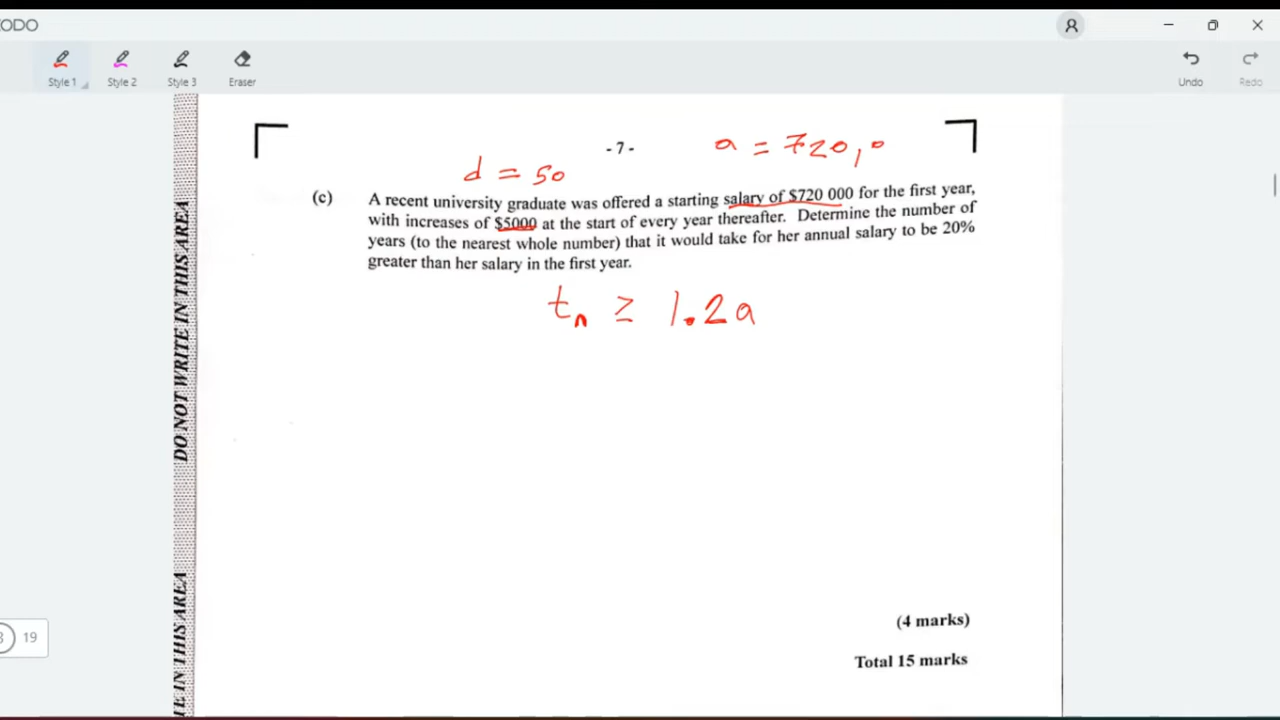 ODO
Style 1
Style 2
Style 3
Eraser
Undo
Redo
- 7 -
a = 720,0
d = 50
(c) A recent university graduate was offered a starting salary of $720 000 for the first year,
with increases of $5000 at the start of every year thereafter. Determine the number of
years (to the nearest whole number) that it would take for her annual salary to be 20%
greater than her salary in the first year.
tn ≥ 1.2a
DO NOT WRITE IN THIS AREA
TE IN THIS AREA
19
(4 marks)
Total 15 marks